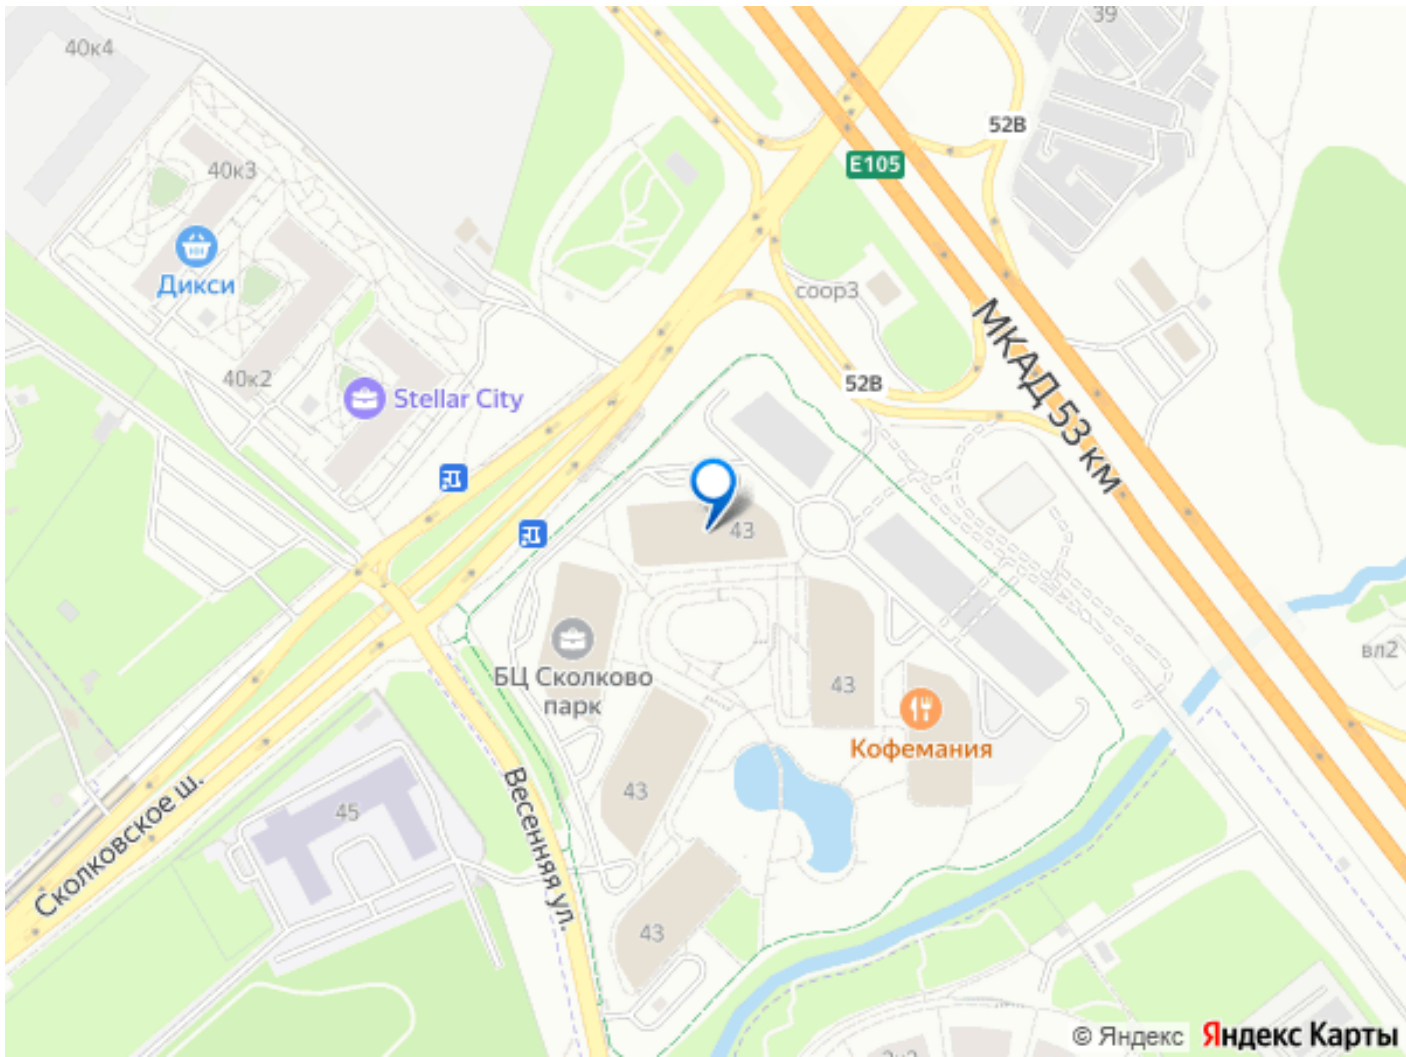 39
40к4
52В
E105
40к3
Дикси
соор3
МКАД 53 км
40к2
Stellar City
52В
43
БЦ Сколково
парк
вл2
43
Кофемания
Весенняя ул.
43
45
Сколковское ш.
43
© Яндекс
Яндекс Карты